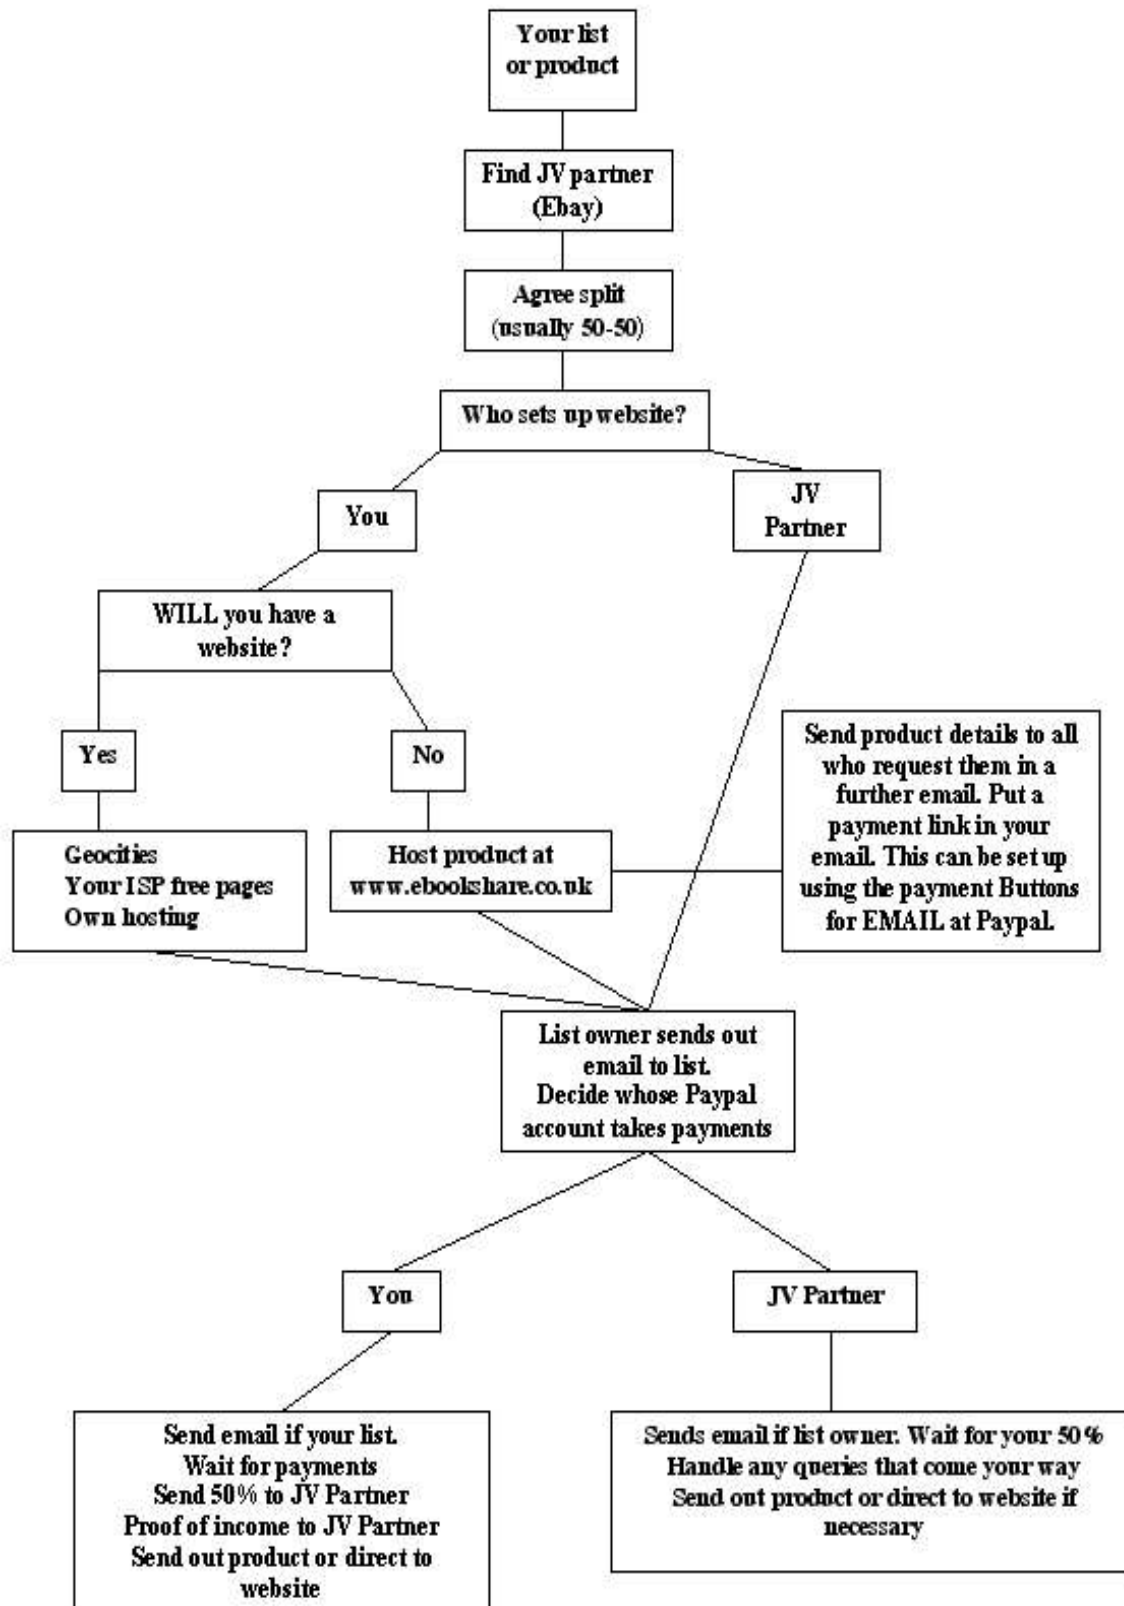 Your list
or product
Find JV partner
(Ebay)
Agree split
(usually 50-50)
Who sets up website?
You
JV
Partner
WILL you have a
website?
Yes
No
Send product details to all
who request them in a
further email. Put a
payment link in your
email. This can be set up
using the payment Buttons
for EMAIL at Paypal.
Geocities
Your ISP free pages
Own hosting
Host product at
www.ebookshare.co.uk
List owner sends out
email to list.
Decide whose Paypal
account takes payments
You
JV Partner
Send email if your list.
Wait for payments
Send 50% to JV Partner
Proof of income to JV Partner
Send out product or direct to
website
Sends email if list owner. Wait for your 50%
Handle any queries that come your way
Send out product or direct to website if
necessary